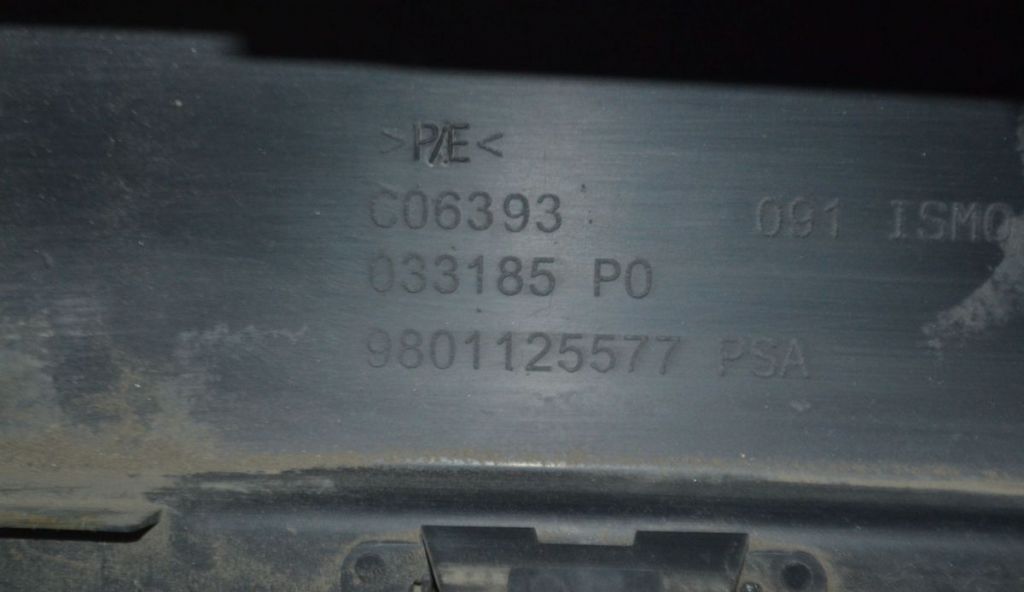 >P/E<
C06393
091 ISMO
033185 P0
9801125577 PSA